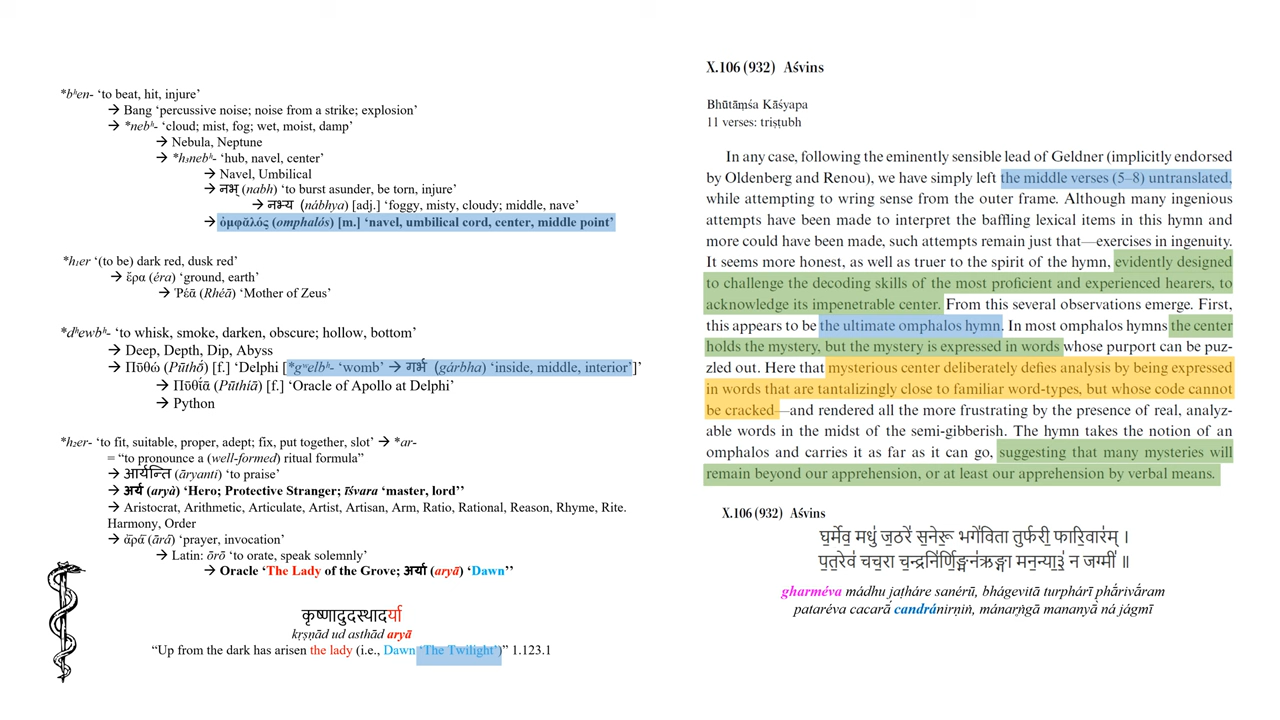 *bʰen- ‘to beat, hit, injure’
→ Bang ‘percussive noise; noise from a strike; explosion’
→ *nebʰ- ‘cloud; mist, fog; wet, moist, damp’
→ Nebula, Neptune
→ *h₃nebʰ- ‘hub, navel, center’
→ Navel, Umbilical
→ नभ् (nabh) ‘to burst asunder, be torn, injure’
→ नभ्य (nábhya) [adj.] ‘foggy, misty, cloudy; middle, nave’
→ ὀμφᾰλός (omphalós) [m.] ‘navel, umbilical cord, center, middle point’
*h₁er ‘(to be) dark red, dusk red’
→ ἔρα (éra) ‘ground, earth’
→ Ῥέᾱ (Rhéā) ‘Mother of Zeus’
*dʰewbʰ- ‘to whisk, smoke, darken, obscure; hollow, bottom’
→ Deep, Depth, Dip, Abyss
→ Πῡθώ (Pūthṓ) [f.] ‘Delphi [*gʷelbʰ- ‘womb’ → गर्भ (gárbha) ‘inside, middle, interior’]’
→ Πῡθίᾱ (Pūthíā) [f.] ‘Oracle of Apollo at Delphi’
→ Python
*h₂er- ‘to fit, suitable, proper, adept; fix, put together, slot’ → *ar-
= “to pronounce a (well-formed) ritual formula”
→ आर्यन्ति (āryanti) ‘to praise’
→ अर्य (aryà) ‘Hero; Protective Stranger; īśvara ‘master, lord’’
→ Aristocrat, Arithmetic, Articulate, Artist, Artisan, Arm, Ratio, Rational, Reason, Rhyme, Rite.
Harmony, Order
→ ᾱ̓ρᾱ́ (ārā́) ‘prayer, invocation’
→ Latin: ōrō ‘to orate, speak solemnly’
→ Oracle ‘The Lady of the Grove; अर्या (aryā) ‘Dawn’’
कृष्णादुदस्थादर्या
kṛṣṇād ud asthād aryā
“Up from the dark has arisen the lady (i.e., Dawn ‘The Twilight’)” 1.123.1
X.106 (932) Aśvins
Bhūtāṃśa Kāśyapa
11 verses: triṣṭubh
In any case, following the eminently sensible lead of Geldner (implicitly endorsed
by Oldenberg and Renou), we have simply left the middle verses (5–8) untranslated,
while attempting to wring sense from the outer frame. Although many ingenious
attempts have been made to interpret the baffling lexical items in this hymn and
more could have been made, such attempts remain just that—exercises in ingenuity.
It seems more honest, as well as truer to the spirit of the hymn, evidently designed
to challenge the decoding skills of the most proficient and experienced hearers, to
acknowledge its impenetrable center. From this several observations emerge. First,
this appears to be the ultimate omphalos hymn. In most omphalos hymns the center
holds the mystery, but the mystery is expressed in words whose purport can be puz-
zled out. Here that mysterious center deliberately defies analysis by being expressed
in words that are tantalizingly close to familiar word-types, but whose code cannot
be cracked—and rendered all the more frustrating by the presence of real, analyz-
able words in the midst of the semi-gibberish. The hymn takes the notion of an
omphalos and carries it as far as it can go, suggesting that many mysteries will
remain beyond our apprehension, or at least our apprehension by verbal means.
X.106 (932) Aśvins
घ॒र्मेव॒ मधु॑ ज॒ठरे॑ स॒नेरू॒ भगे॑विता तु॒र्फरी॒ फारि॒वार॑म् ।
प॒त॒रेव॑ चच॒रा च॒न्द्रनि॑र्णि॒ङ्मन॑ऋङ्गा मन॒न्या॒३॒॑ न जग्मी॑ ॥
gharméva mádhu jaṭháre sanérū, bhágevitā turphárī phā́rivā́ram
pataréva cacarā́ candránirṇiṅ, mánarṇgā mananyā̀ ná jágmī